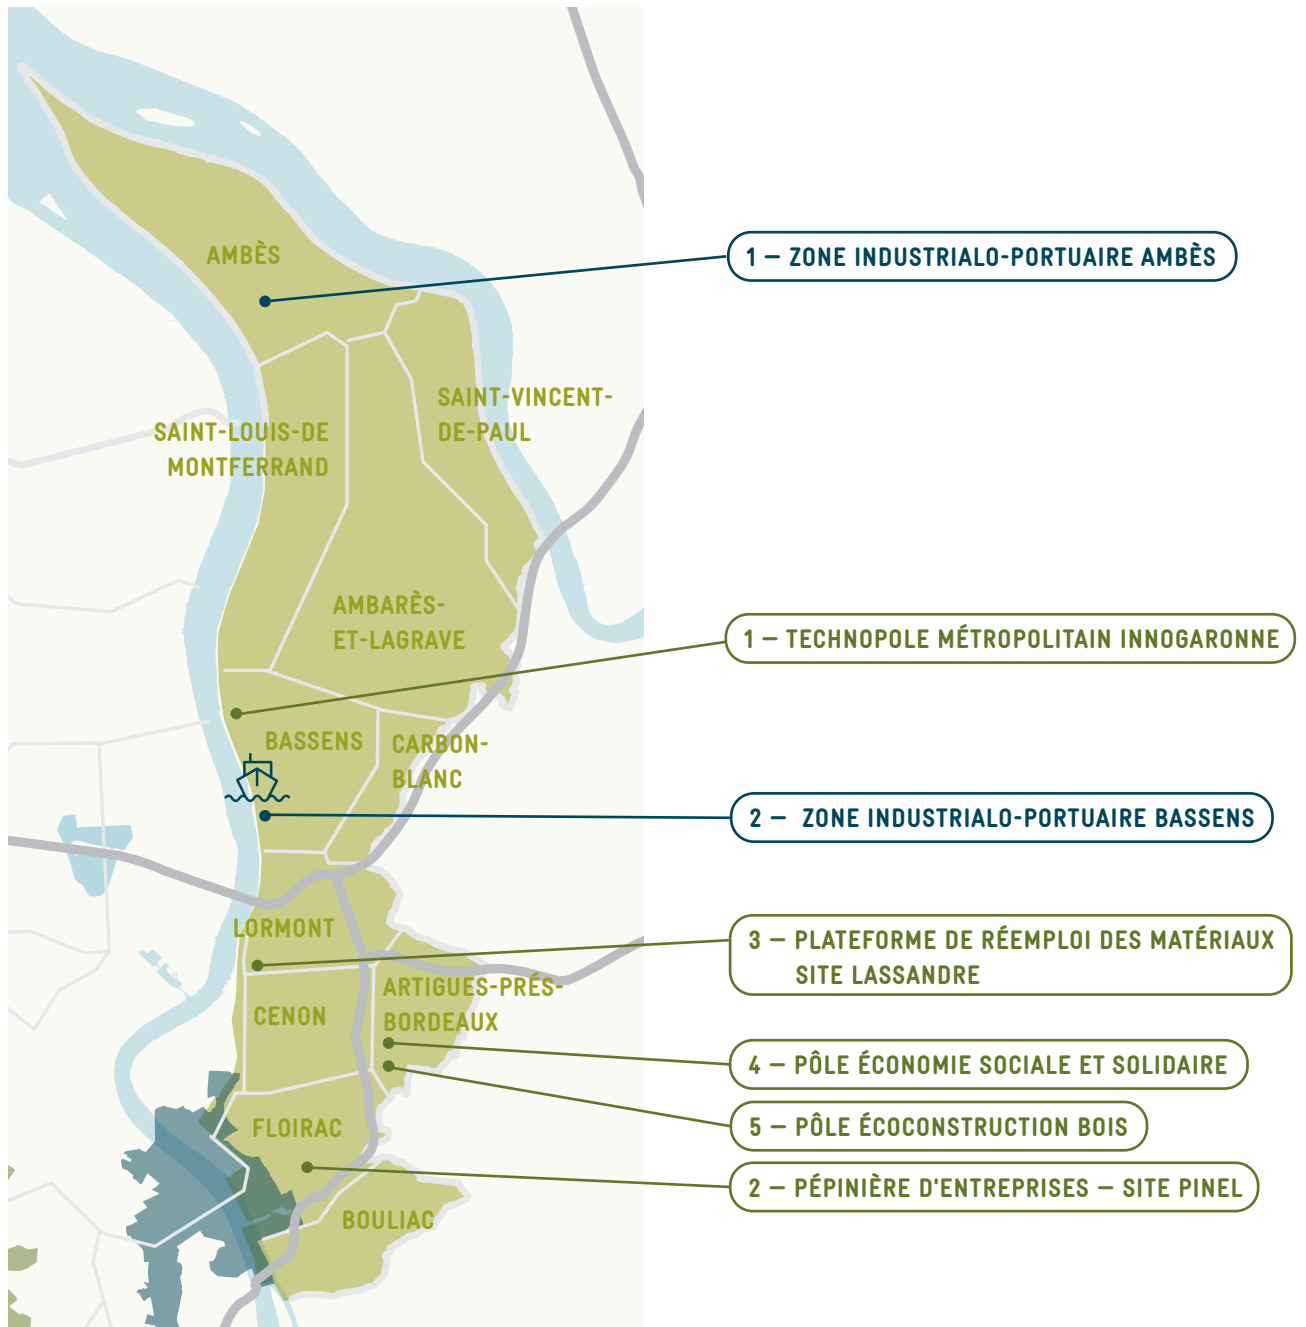 AMBÈS
1 – ZONE INDUSTRIALO-PORTUAIRE AMBÈS
SAINT-VINCENT-
DE-PAUL
SAINT-LOUIS-DE
MONTFERRAND
AMBARÈS-
ET-LAGRAVE
1 – TECHNOPOLE MÉTROPOLITAIN INNOGARONNE
BASSENS
CARBON-
BLANC
2 – ZONE INDUSTRIALO-PORTUAIRE BASSENS
LORMONT
3 – PLATEFORME DE RÉEMPLOI DES MATÉRIAUX
SITE LASSANDRE
ARTIGUES-PRÉS-
BORDEAUX
CENON
4 – PÔLE ÉCONOMIE SOCIALE ET SOLIDAIRE
5 – PÔLE ÉCOCONSTRUCTION BOIS
FLOIRAC
2 – PÉPINIÈRE D'ENTREPRISES – SITE PINEL
BOULIAC